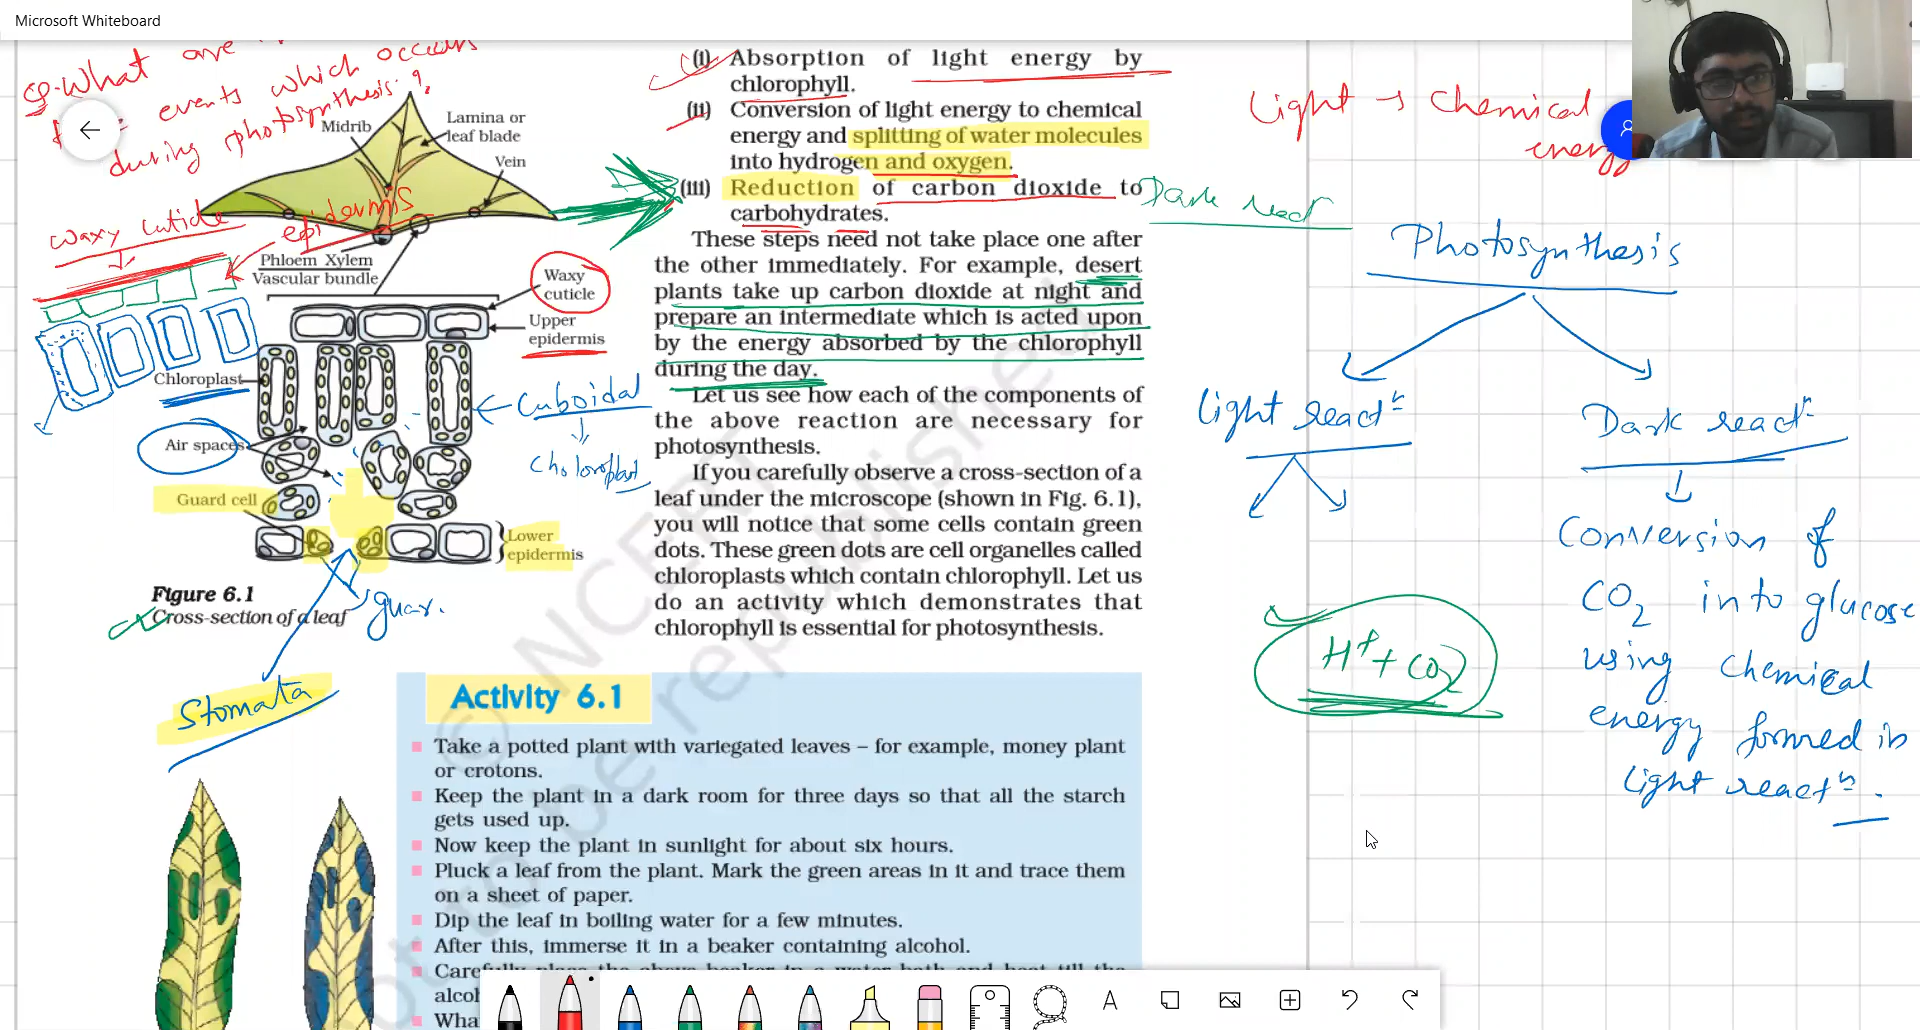 Microsoft Whiteboard
Q.What are
events which occurs
during photosynthesis?
Midrib
Lamina or
leaf blade
Vein
Waxy cuticle
epidermis
Phloem Xylem
Vascular bundle
Waxy
cuticle
Upper
epidermis
Chloroplast
Cuboidal
Choloroplast
Air spaces
Guard cell
Lower
epidermis
Figure 6.1
Cross-section of a leaf
guar.
Stomata
(i) Absorption of light energy by
chlorophyll.
(ii) Conversion of light energy to chemical
energy and splitting of water molecules
into hydrogen and oxygen.
(iii) Reduction of carbon dioxide to
carbohydrates.
Dark react
These steps need not take place one after
the other immediately. For example, desert
plants take up carbon dioxide at night and
prepare an intermediate which is acted upon
by the energy absorbed by the chlorophyll
during the day.
Let us see how each of the components of
the above reaction are necessary for
photosynthesis.
If you carefully observe a cross-section of a
leaf under the microscope (shown in Fig. 6.1),
you will notice that some cells contain green
dots. These green dots are cell organelles called
chloroplasts which contain chlorophyll. Let us
do an activity which demonstrates that
chlorophyll is essential for photosynthesis.
© NCERT
not to be republished
Activity 6.1
Take a potted plant with variegated leaves – for example, money plant
or crotons.
Keep the plant in a dark room for three days so that all the starch
gets used up.
Now keep the plant in sunlight for about six hours.
Pluck a leaf from the plant. Mark the green areas in it and trace them
on a sheet of paper.
Dip the leaf in boiling water for a few minutes.
After this, immerse it in a beaker containing alcohol.
Light → Chemical
energy
Photosynthesis
Light reactⁿ
Dark reactⁿ
Conversion of
CO₂ into glucose
using chemical
energy formed in
light reactⁿ.
H⁺ + CO₂
A